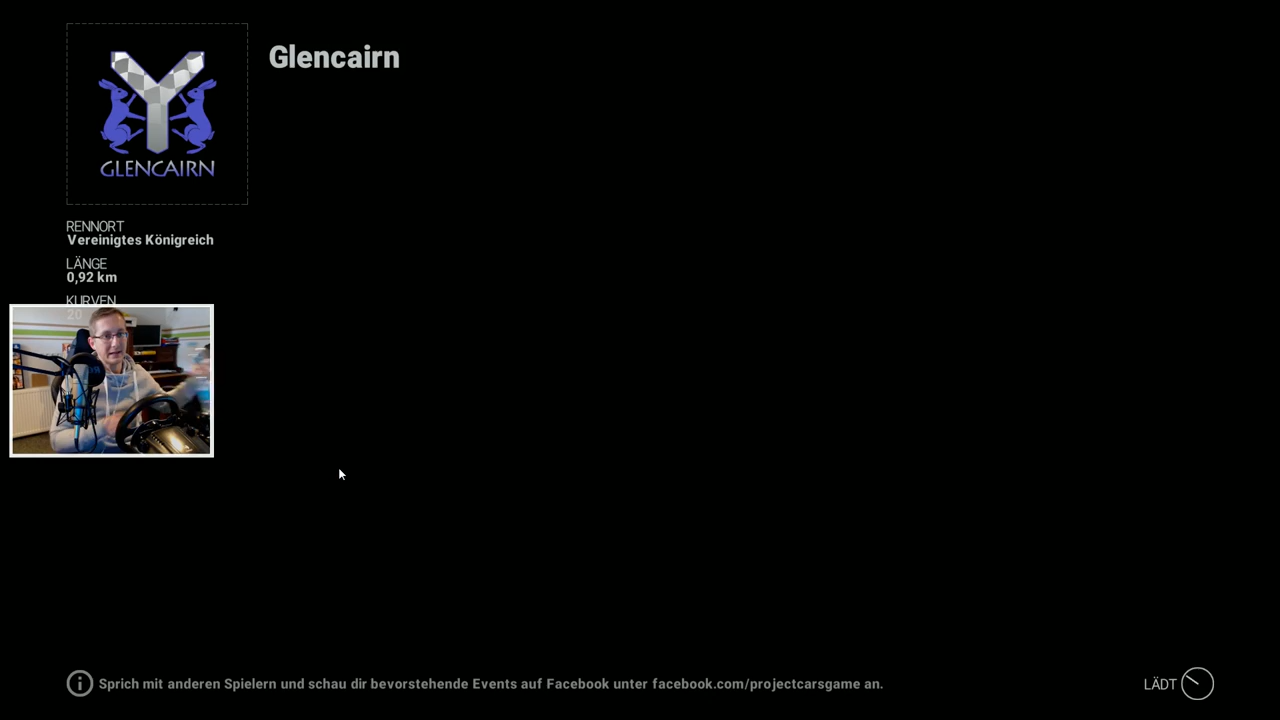 Glencairn
GLENCAIRN
RENNORT
Vereinigtes Königreich
LÄNGE
0,92 km
KURVEN
20
Sprich mit anderen Spielern und schau dir bevorstehende Events auf Facebook unter facebook.com/projectcarsgame an.
LÄDT